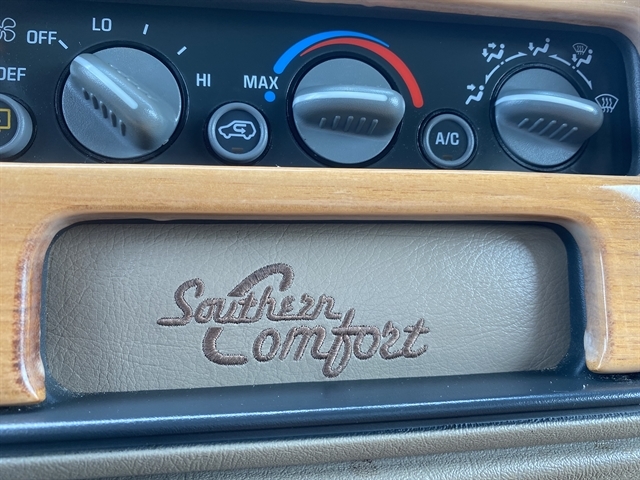 LO
OFF
HI
MAX
DEF
A/C
Southern
Comfort